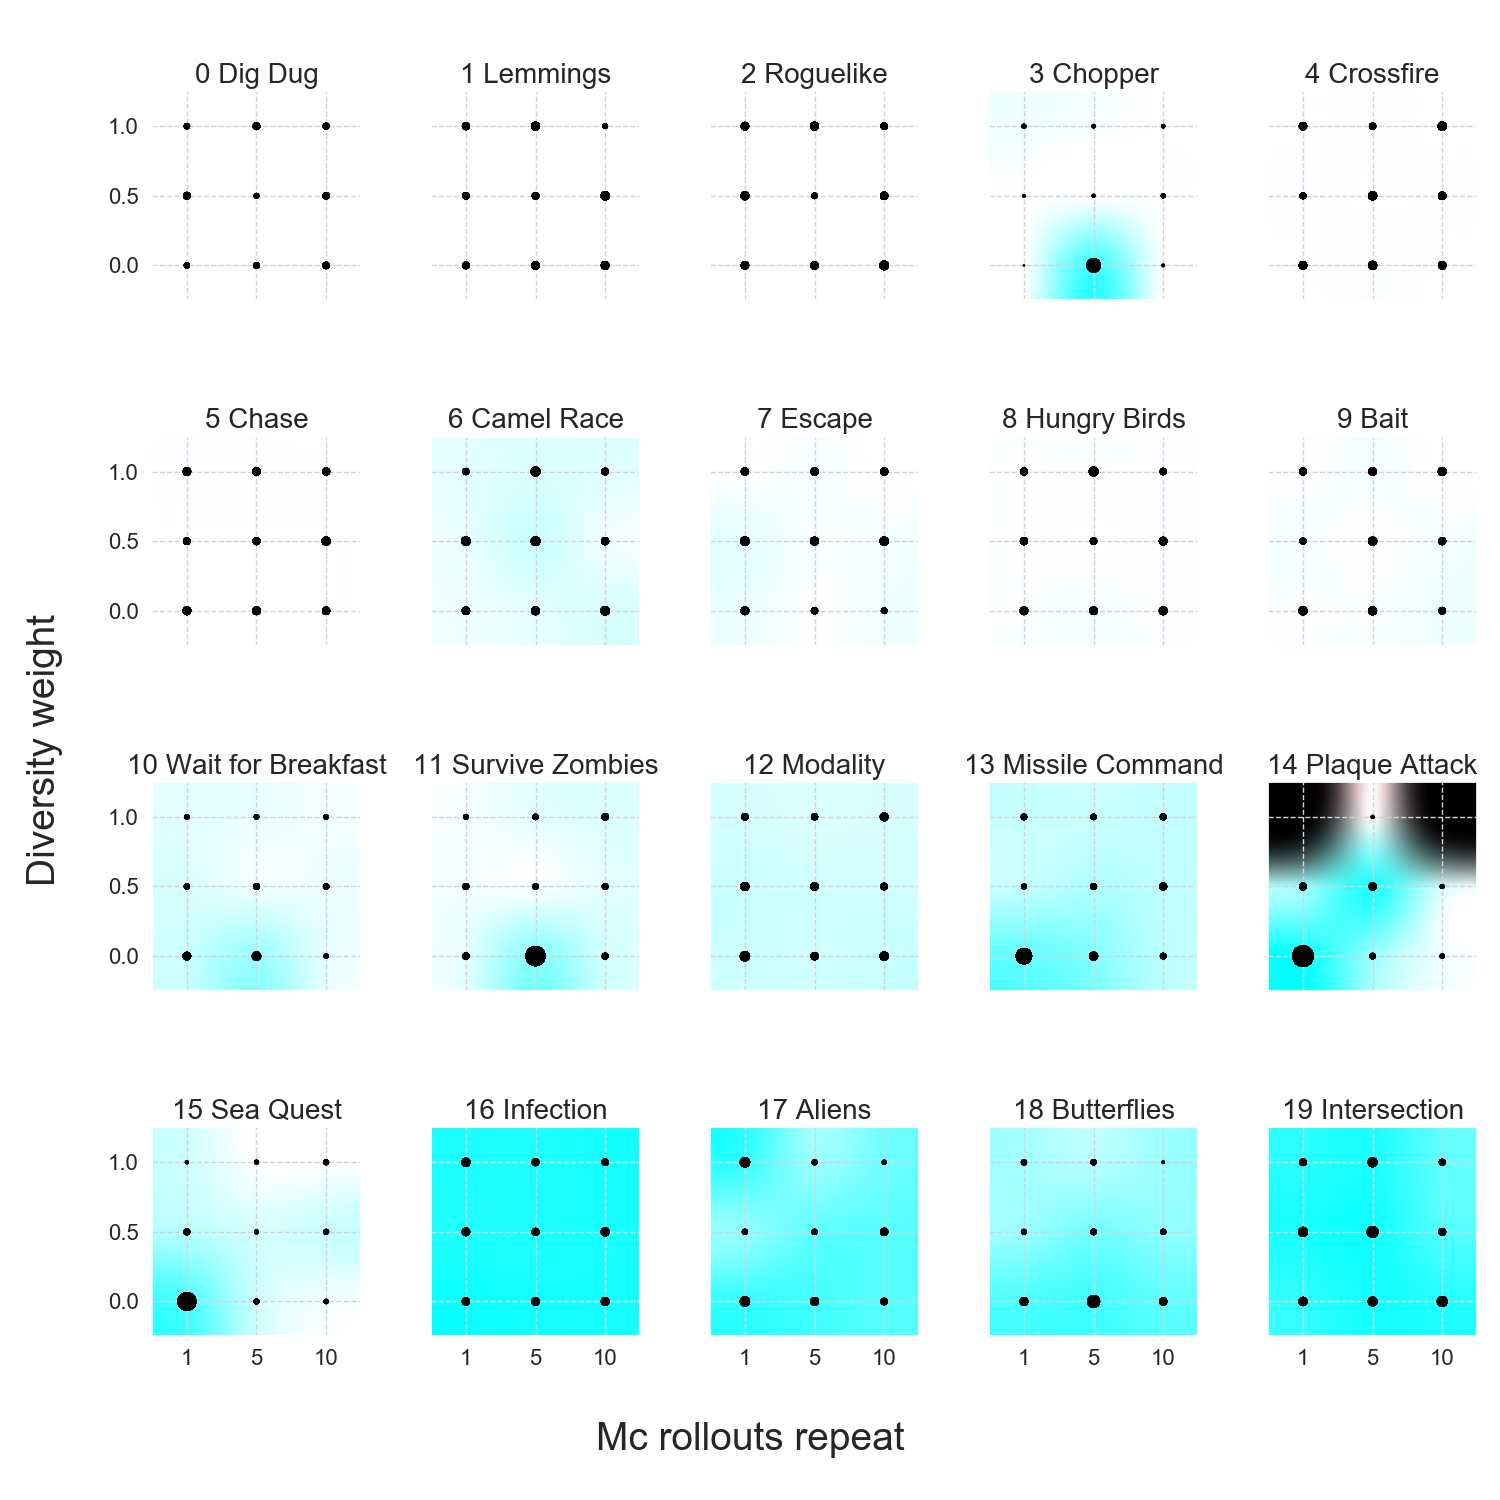 0 Dig Dug
1 Lemmings
2 Roguelike
3 Chopper
4 Crossfire
1.0
0.5
0.0
5 Chase
6 Camel Race
7 Escape
8 Hungry Birds
9 Bait
1.0
0.5
0.0
Diversity weight
10 Wait for Breakfast
11 Survive Zombies
12 Modality
13 Missile Command
14 Plaque Attack
1.0
0.5
0.0
15 Sea Quest
16 Infection
17 Aliens
18 Butterflies
19 Intersection
1.0
0.5
0.0
1 5 10
1 5 10
1 5 10
1 5 10
1 5 10
Mc rollouts repeat